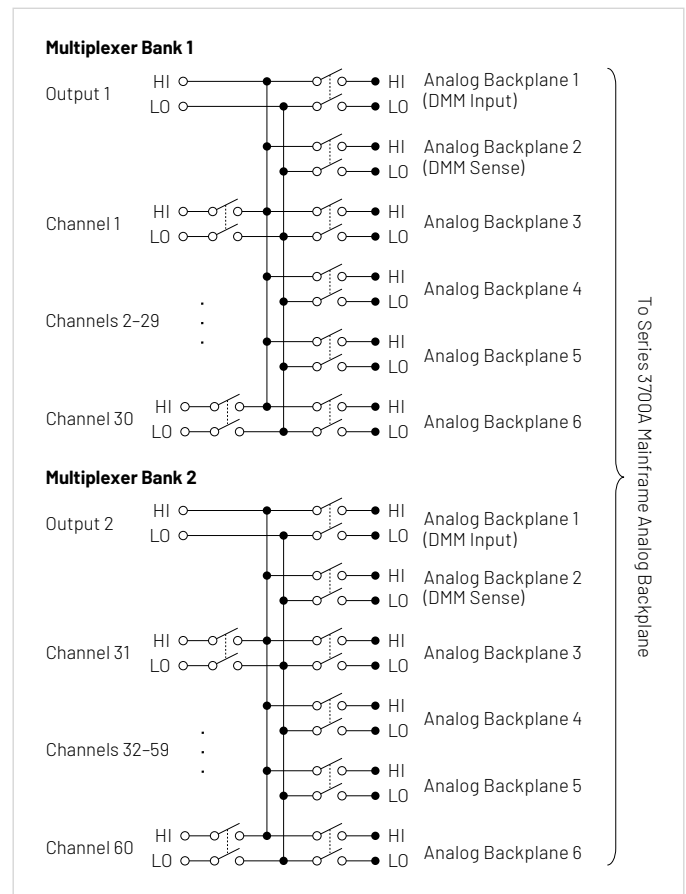 Multiplexer Bank 1
Output 1
HI
LO
HI
LO
Analog Backplane 1
(DMM Input)
HI
LO
Analog Backplane 2
(DMM Sense)
Channel 1
HI
LO
HI
LO
Analog Backplane 3
HI
LO
Analog Backplane 4
Channels 2–29
HI
LO
Analog Backplane 5
Channel 30
HI
LO
HI
LO
Analog Backplane 6
Multiplexer Bank 2
Output 2
HI
LO
HI
LO
Analog Backplane 1
(DMM Input)
HI
LO
Analog Backplane 2
(DMM Sense)
Channel 31
HI
LO
HI
LO
Analog Backplane 3
HI
LO
Analog Backplane 4
Channels 32–59
HI
LO
Analog Backplane 5
Channel 60
HI
LO
HI
LO
Analog Backplane 6
To Series 3700A Mainframe Analog Backplane